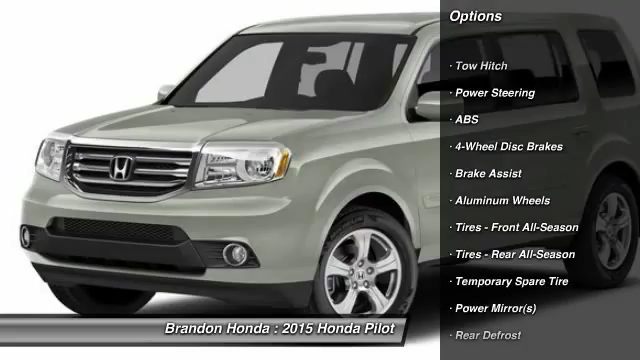 Options
· Tow Hitch
· Power Steering
· ABS
· 4-Wheel Disc Brakes
· Brake Assist
· Aluminum Wheels
· Tires - Front All-Season
· Tires - Rear All-Season
· Temporary Spare Tire
· Power Mirror(s)
· Rear Defrost
Brandon Honda : 2015 Honda Pilot